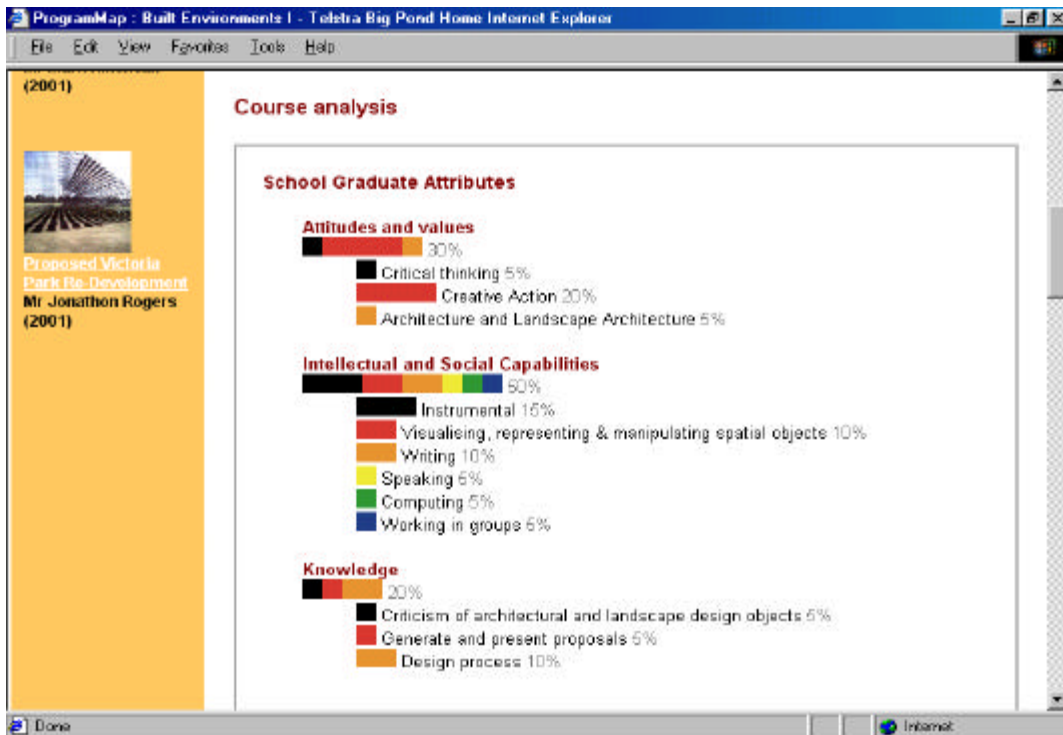 ProgramMap : Built Environments I - Telstra Big Pond Home Internet Explorer
File Edit View Favorites Tools Help
(2001)
Proposed Victoria
Park Re-Development
Mr Jonathon Rogers
(2001)
Course analysis
School Graduate Attributes
Attitudes and values
30%
Critical thinking 5%
Creative Action 20%
Architecture and Landscape Architecture 5%
Intellectual and Social Capabilities
50%
Instrumental 15%
Visualising, representing & manipulating spatial objects 10%
Writing 10%
Speaking 5%
Computing 5%
Working in groups 5%
Knowledge
20%
Criticism of architectural and landscape design objects 5%
Generate and present proposals 5%
Design process 10%
Done
Internet